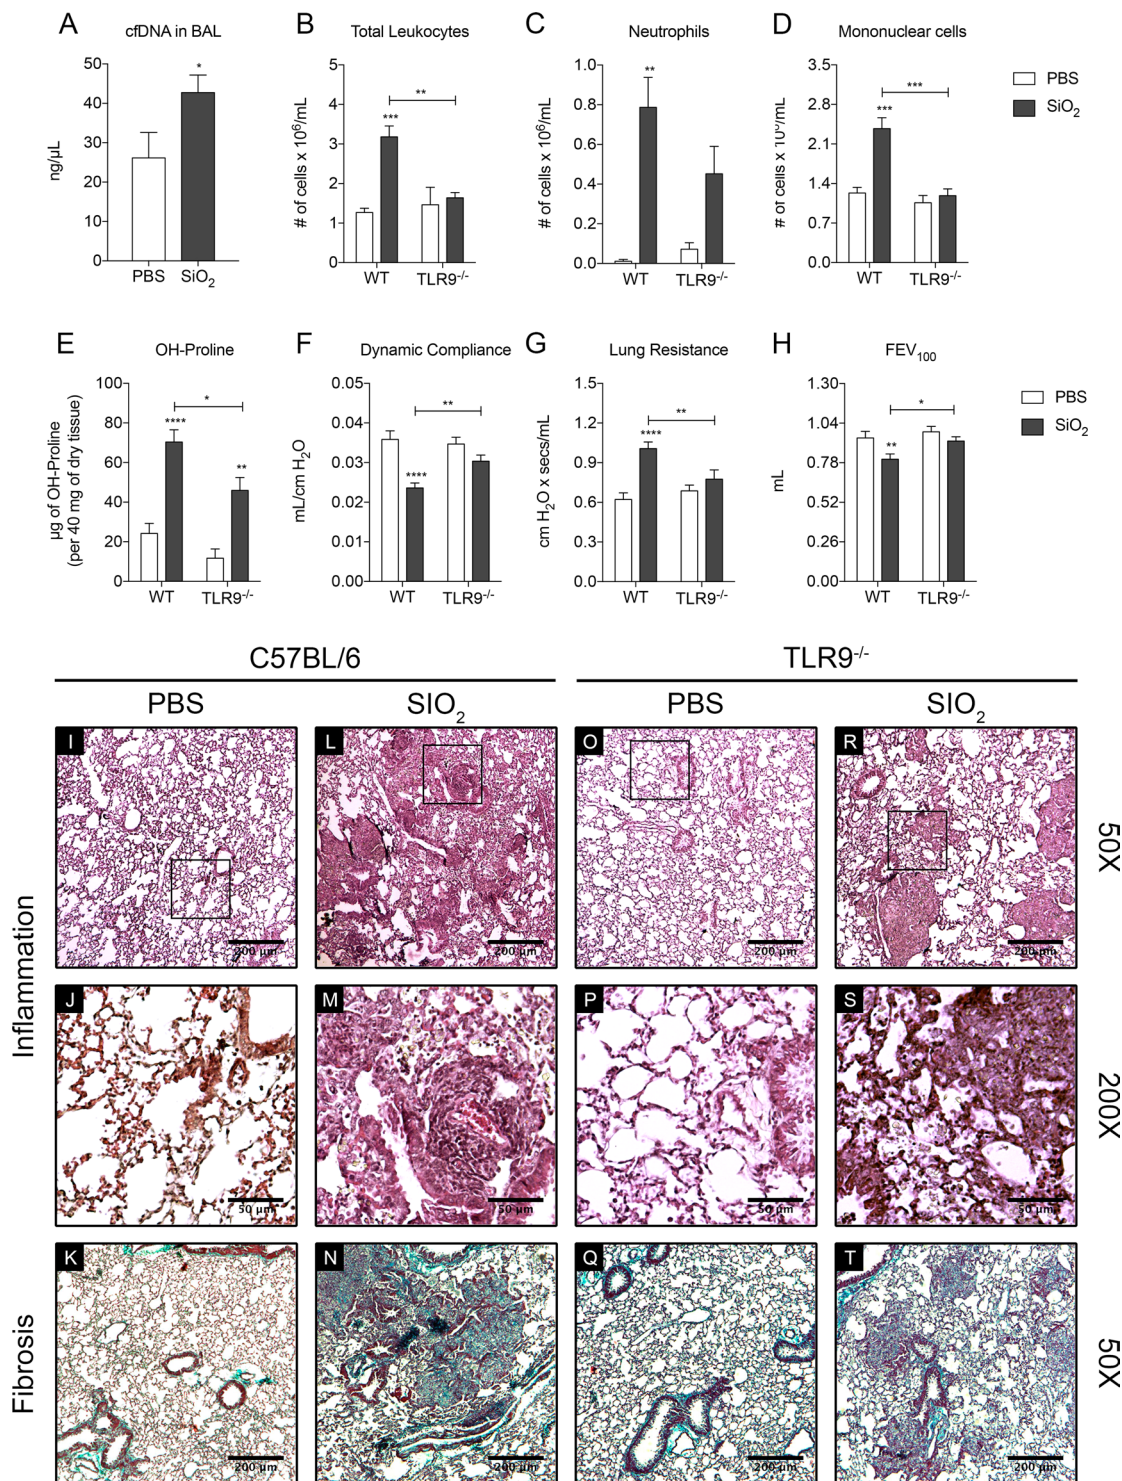 A
cfDNA in BAL
ng/µL
50
40
30
20
10
0
*
PBS
SiO2
B
Total Leukocytes
# of cells x 10^6/mL
5
4
3
2
1
0
***
**
WT
TLR9-/-
C
Neutrophils
# of cells x 10^6/mL
1.0
0.8
0.6
0.4
0.2
0.0
**
WT
TLR9-/-
D
Mononuclear cells
# of cells x 10^6/mL
3.5
2.8
2.1
1.4
0.7
0.0
***
***
WT
TLR9-/-
PBS
SiO2
E
OH-Proline
µg of OH-Proline
(per 40 mg of dry tissue)
100
80
60
40
20
0
****
*
**
WT
TLR9-/-
F
Dynamic Compliance
mL/cm H2O
0.05
0.04
0.03
0.02
0.01
0.00
****
**
WT
TLR9-/-
G
Lung Resistance
cm H2O x secs/mL
1.5
1.2
0.9
0.6
0.3
0.0
****
**
WT
TLR9-/-
H
FEV100
mL
1.30
1.04
0.78
0.52
0.26
0.00
**
*
WT
TLR9-/-
PBS
SiO2
C57BL/6
TLR9-/-
PBS
SIO2
PBS
SIO2
Inflammation
I
200 µm
L
200 µm
O
200 µm
R
200 µm
50X
J
50 µm
M
50 µm
P
50 µm
S
50 µm
200X
Fibrosis
K
200 µm
N
200 µm
Q
200 µm
T
200 µm
50X